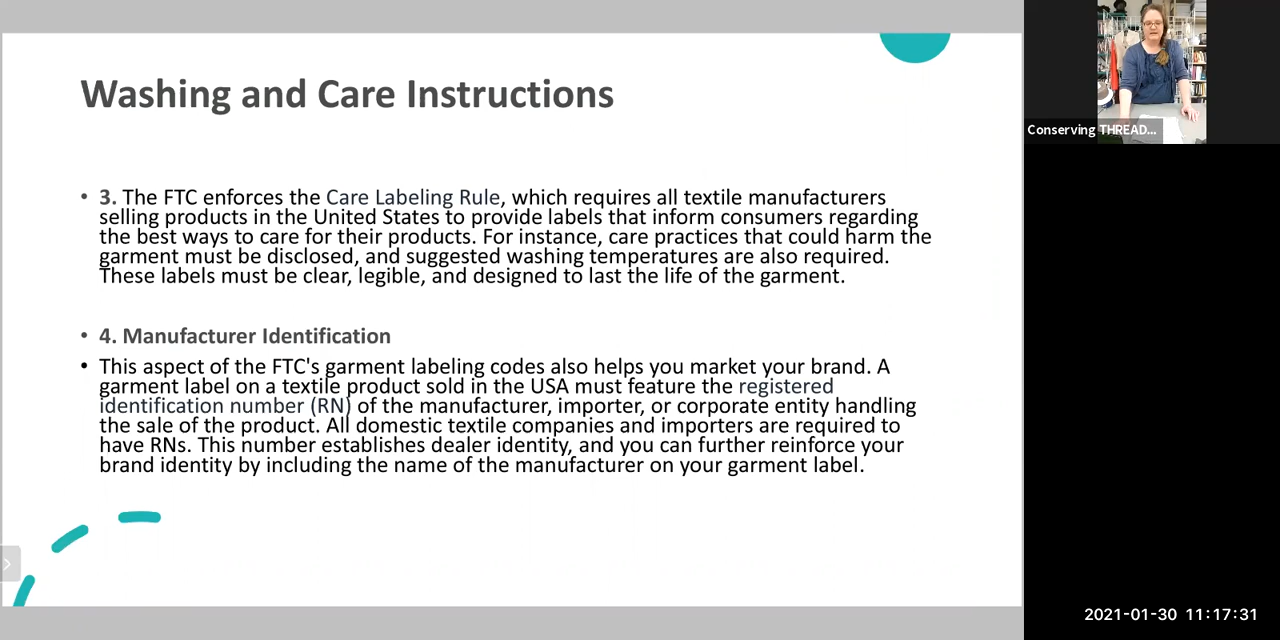 Washing and Care Instructions
• 3. The FTC enforces the Care Labeling Rule, which requires all textile manufacturers
selling products in the United States to provide labels that inform consumers regarding
the best ways to care for their products. For instance, care practices that could harm the
garment must be disclosed, and suggested washing temperatures are also required.
These labels must be clear, legible, and designed to last the life of the garment.
• 4. Manufacturer Identification
• This aspect of the FTC's garment labeling codes also helps you market your brand. A
garment label on a textile product sold in the USA must feature the registered
identification number (RN) of the manufacturer, importer, or corporate entity handling
the sale of the product. All domestic textile companies and importers are required to
have RNs. This number establishes dealer identity, and you can further reinforce your
brand identity by including the name of the manufacturer on your garment label.
Conserving THREAD...
2021-01-30 11:17:31